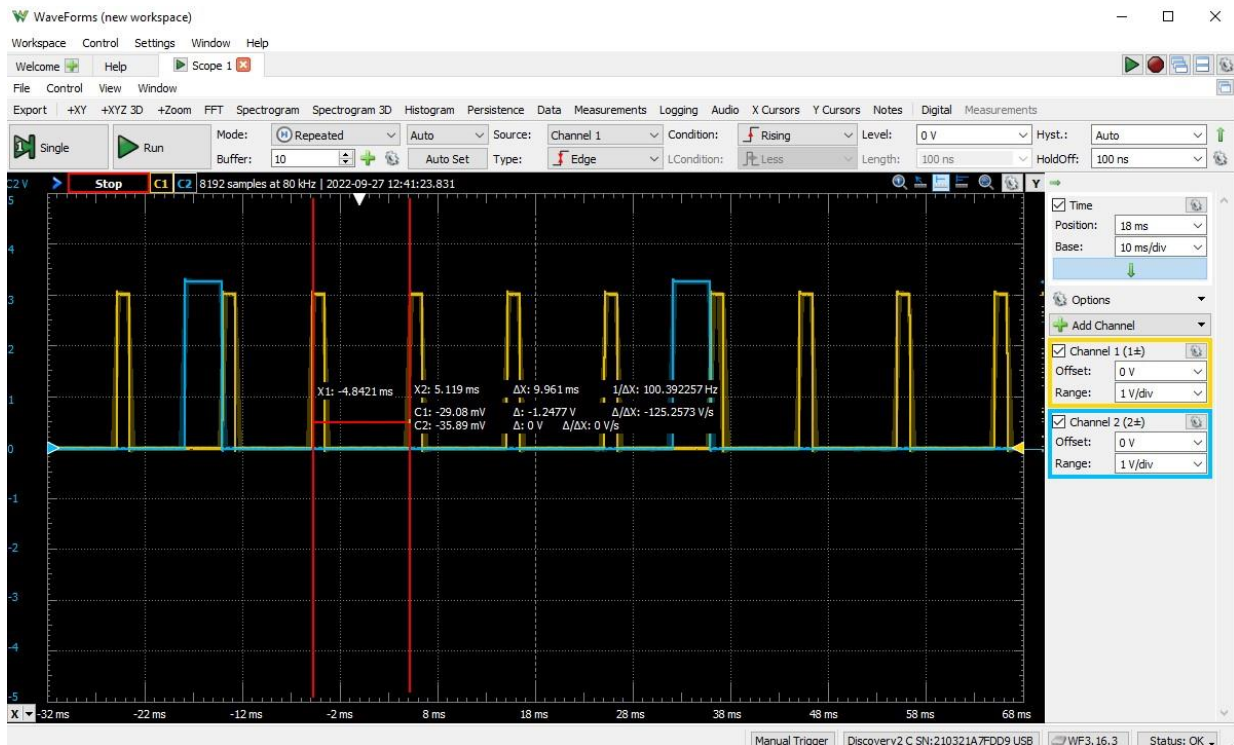 WaveForms (new workspace)
Workspace Control Settings Window Help
Welcome Help Scope 1
File Control View Window
Export +XY +XYZ 3D +Zoom FFT Spectrogram Spectrogram 3D Histogram Persistence Data Measurements Logging Audio X Cursors Y Cursors Notes Digital Measurements
Single Run Mode: Repeated Auto Source: Channel 1 Condition: Rising Level: 0 V Hyst.: Auto
Buffer: 10 Auto Set Type: Edge LCondition: Less Length: 100 ns HoldOff: 100 ns
C2 V Stop C1 C2 8192 samples at 80 kHz | 2022-09-27 12:41:23.831 Y
5
4
3
2
1
0
-1
-2
-3
-4
-5
X1: -4.8421 ms X2: 5.119 ms ΔX: 9.961 ms 1/ΔX: 100.392257 Hz
C1: -29.08 mV Δ: -1.2477 V Δ/ΔX: -125.2573 V/s
C2: -35.89 mV Δ: 0 V Δ/ΔX: 0 V/s
X -32 ms -22 ms -12 ms -2 ms 8 ms 18 ms 28 ms 38 ms 48 ms 58 ms 68 ms
Time
Position: 18 ms
Base: 10 ms/div
Options
Add Channel
Channel 1 (1±)
Offset: 0 V
Range: 1 V/div
Channel 2 (2±)
Offset: 0 V
Range: 1 V/div
Manual Trigger Discovery2 C SN:210321A7FDD9 USB WF3.16.3 Status: OK